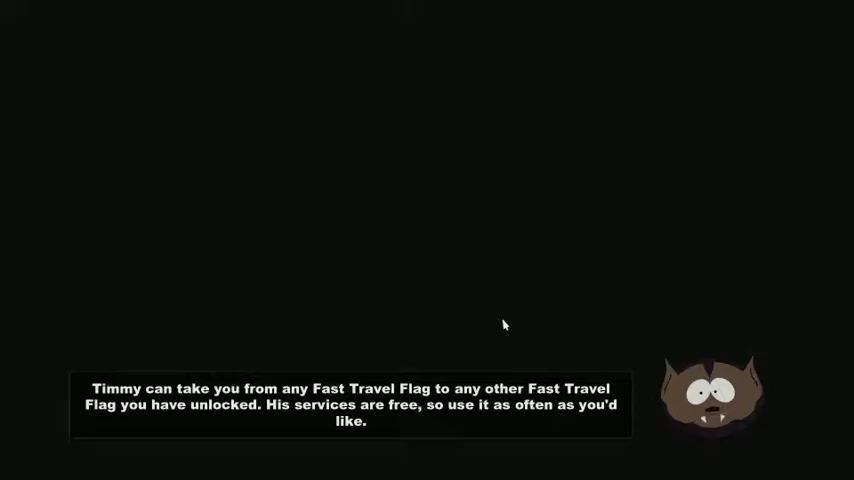 Timmy can take you from any Fast Travel Flag to any other Fast Travel
Flag you have unlocked. His services are free, so use it as often as you'd
like.